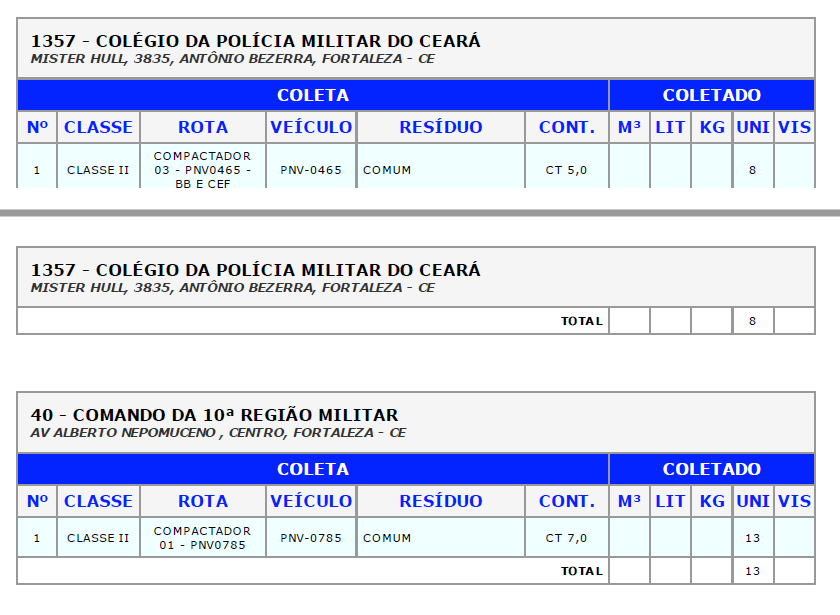 1357 - COLÉGIO DA POLÍCIA MILITAR DO CEARÁ
MISTER HULL, 3835, ANTÔNIO BEZERRA, FORTALEZA - CE
COLETA COLETADO
Nº CLASSE ROTA VEÍCULO RESÍDUO CONT. M³ LIT KG UNI VIS
1 CLASSE II COMPACTADOR 03 - PNV0465 - BB E CEF PNV-0465 COMUM CT 5,0 8
1357 - COLÉGIO DA POLÍCIA MILITAR DO CEARÁ
MISTER HULL, 3835, ANTÔNIO BEZERRA, FORTALEZA - CE
TOTAL 8
40 - COMANDO DA 10ª REGIÃO MILITAR
AV ALBERTO NEPOMUCENO , CENTRO, FORTALEZA - CE
COLETA COLETADO
Nº CLASSE ROTA VEÍCULO RESÍDUO CONT. M³ LIT KG UNI VIS
1 CLASSE II COMPACTADOR 01 - PNV0785 PNV-0785 COMUM CT 7,0 13
TOTAL 13